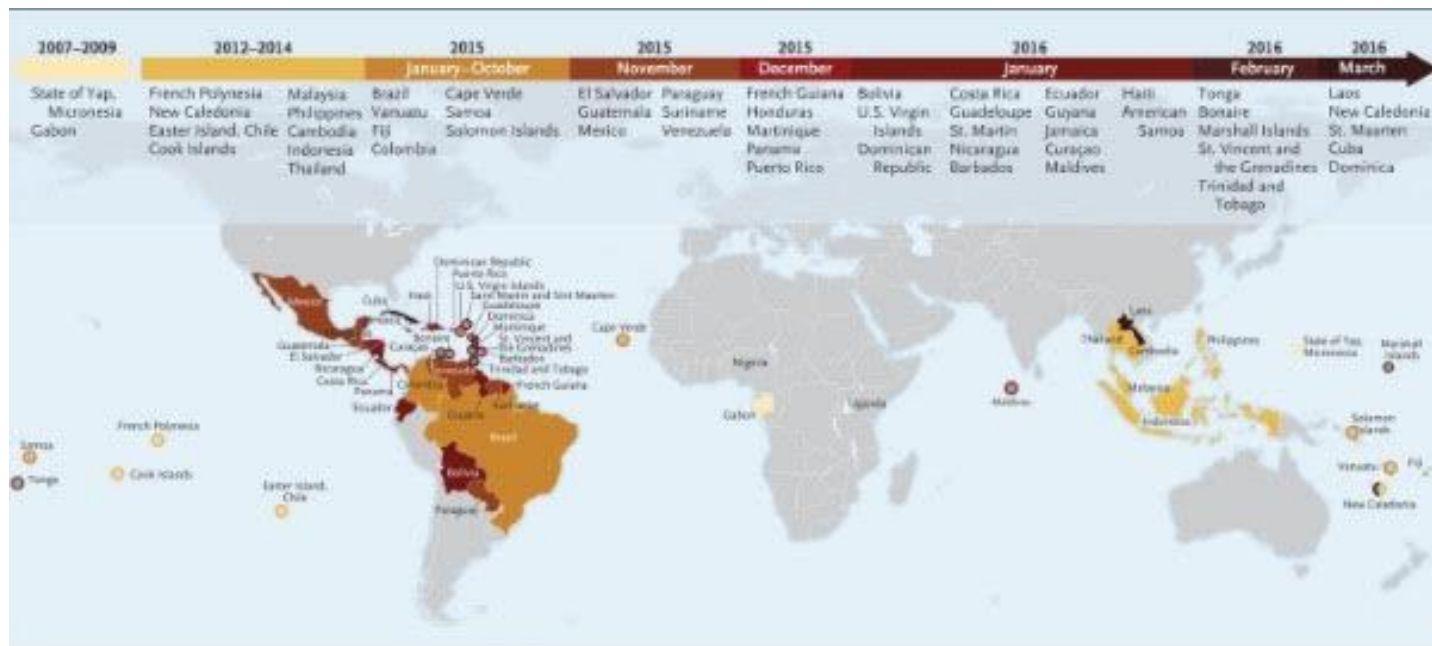 2007–2009
2012–2014
2015
2015
2015
2016
2016
2016
January–October
November
December
January
February
March
State of Yap,
Micronesia
Gabon
French Polynesia
New Caledonia
Easter Island, Chile
Cook Islands
Malaysia
Philippines
Cambodia
Indonesia
Thailand
Brazil
Vanuatu
Fiji
Colombia
Cape Verde
Samoa
Solomon Islands
El Salvador
Guatemala
Mexico
Paraguay
Suriname
Venezuela
French Guiana
Honduras
Martinique
Panama
Puerto Rico
Bolivia
U.S. Virgin
Islands
Dominican
Republic
Costa Rica
Guadeloupe
St. Martin
Nicaragua
Barbados
Ecuador
Guyana
Jamaica
Curaçao
Maldives
Haiti
American
Samoa
Tonga
Bonaire
Marshall Islands
St. Vincent and
the Grenadines
Trinidad and
Tobago
Laos
New Caledonia
St. Maarten
Cuba
Dominica
Dominican Republic
Puerto Rico
U.S. Virgin Islands
Saint Martin and Sint Maarten
Guadeloupe
Dominica
Martinique
St. Vincent and
the Grenadines
Barbados
Trinidad and Tobago
French Guiana
Suriname
Mexico
Cuba
Haiti
Bonaire
Curaçao
Guatemala
El Salvador
Nicaragua
Costa Rica
Panama
Venezuela
Colombia
Ecuador
Guyana
Brazil
Bolivia
Paraguay
Cape Verde
Nigeria
Gabon
Uganda
Maldives
Laos
Thailand
Cambodia
Philippines
Malaysia
Indonesia
State of Yap,
Micronesia
Marshall
Islands
Solomon
Islands
Vanuatu
Fiji
New Caledonia
Samoa
Tonga
French Polynesia
Cook Islands
Easter Island,
Chile